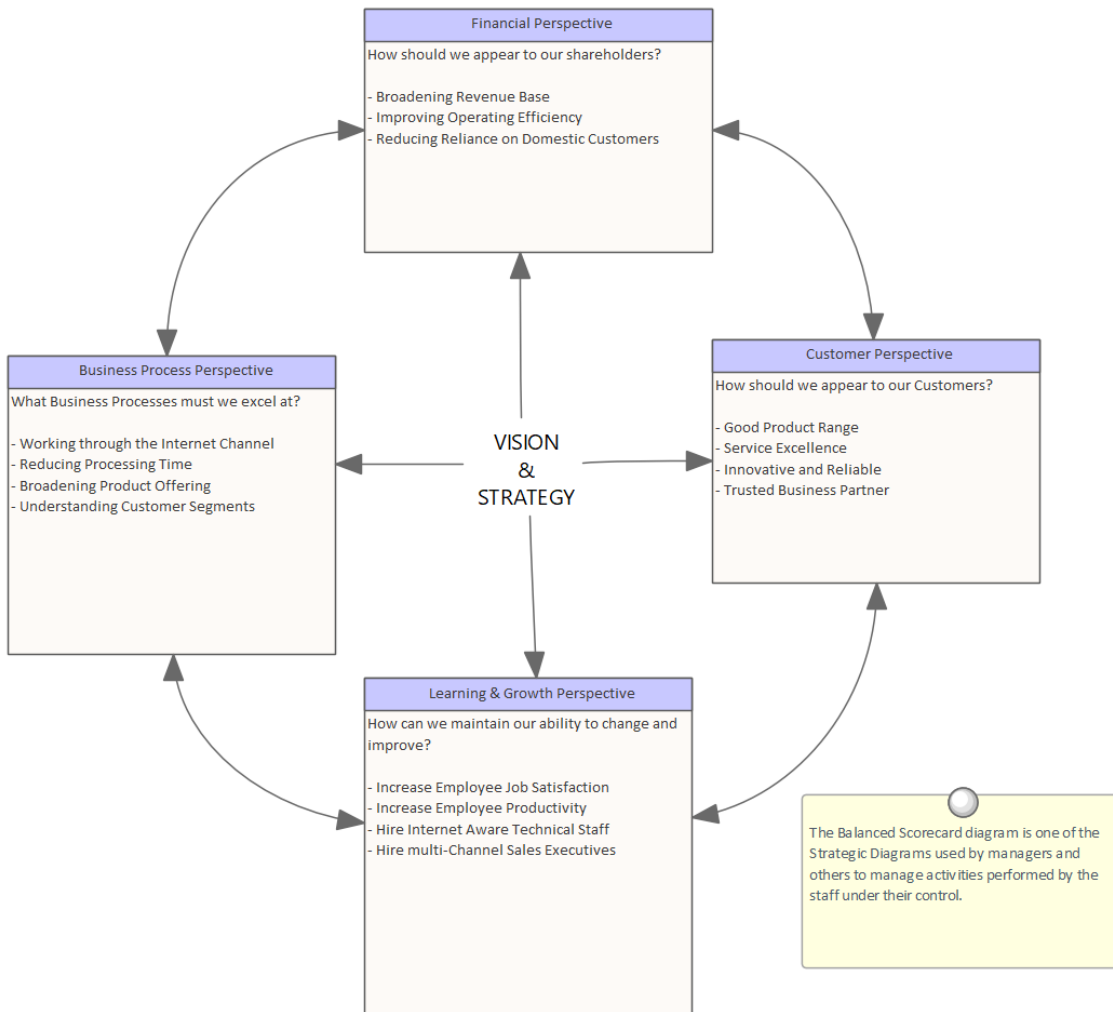 Financial Perspective
How should we appear to our shareholders?
- Broadening Revenue Base
- Improving Operating Efficiency
- Reducing Reliance on Domestic Customers
Business Process Perspective
What Business Processes must we excel at?
- Working through the Internet Channel
- Reducing Processing Time
- Broadening Product Offering
- Understanding Customer Segments
VISION
&
STRATEGY
Customer Perspective
How should we appear to our Customers?
- Good Product Range
- Service Excellence
- Innovative and Reliable
- Trusted Business Partner
Learning & Growth Perspective
How can we maintain our ability to change and
improve?
- Increase Employee Job Satisfaction
- Increase Employee Productivity
- Hire Internet Aware Technical Staff
- Hire multi-Channel Sales Executives
The Balanced Scorecard diagram is one of the
Strategic Diagrams used by managers and
others to manage activities performed by the
staff under their control.